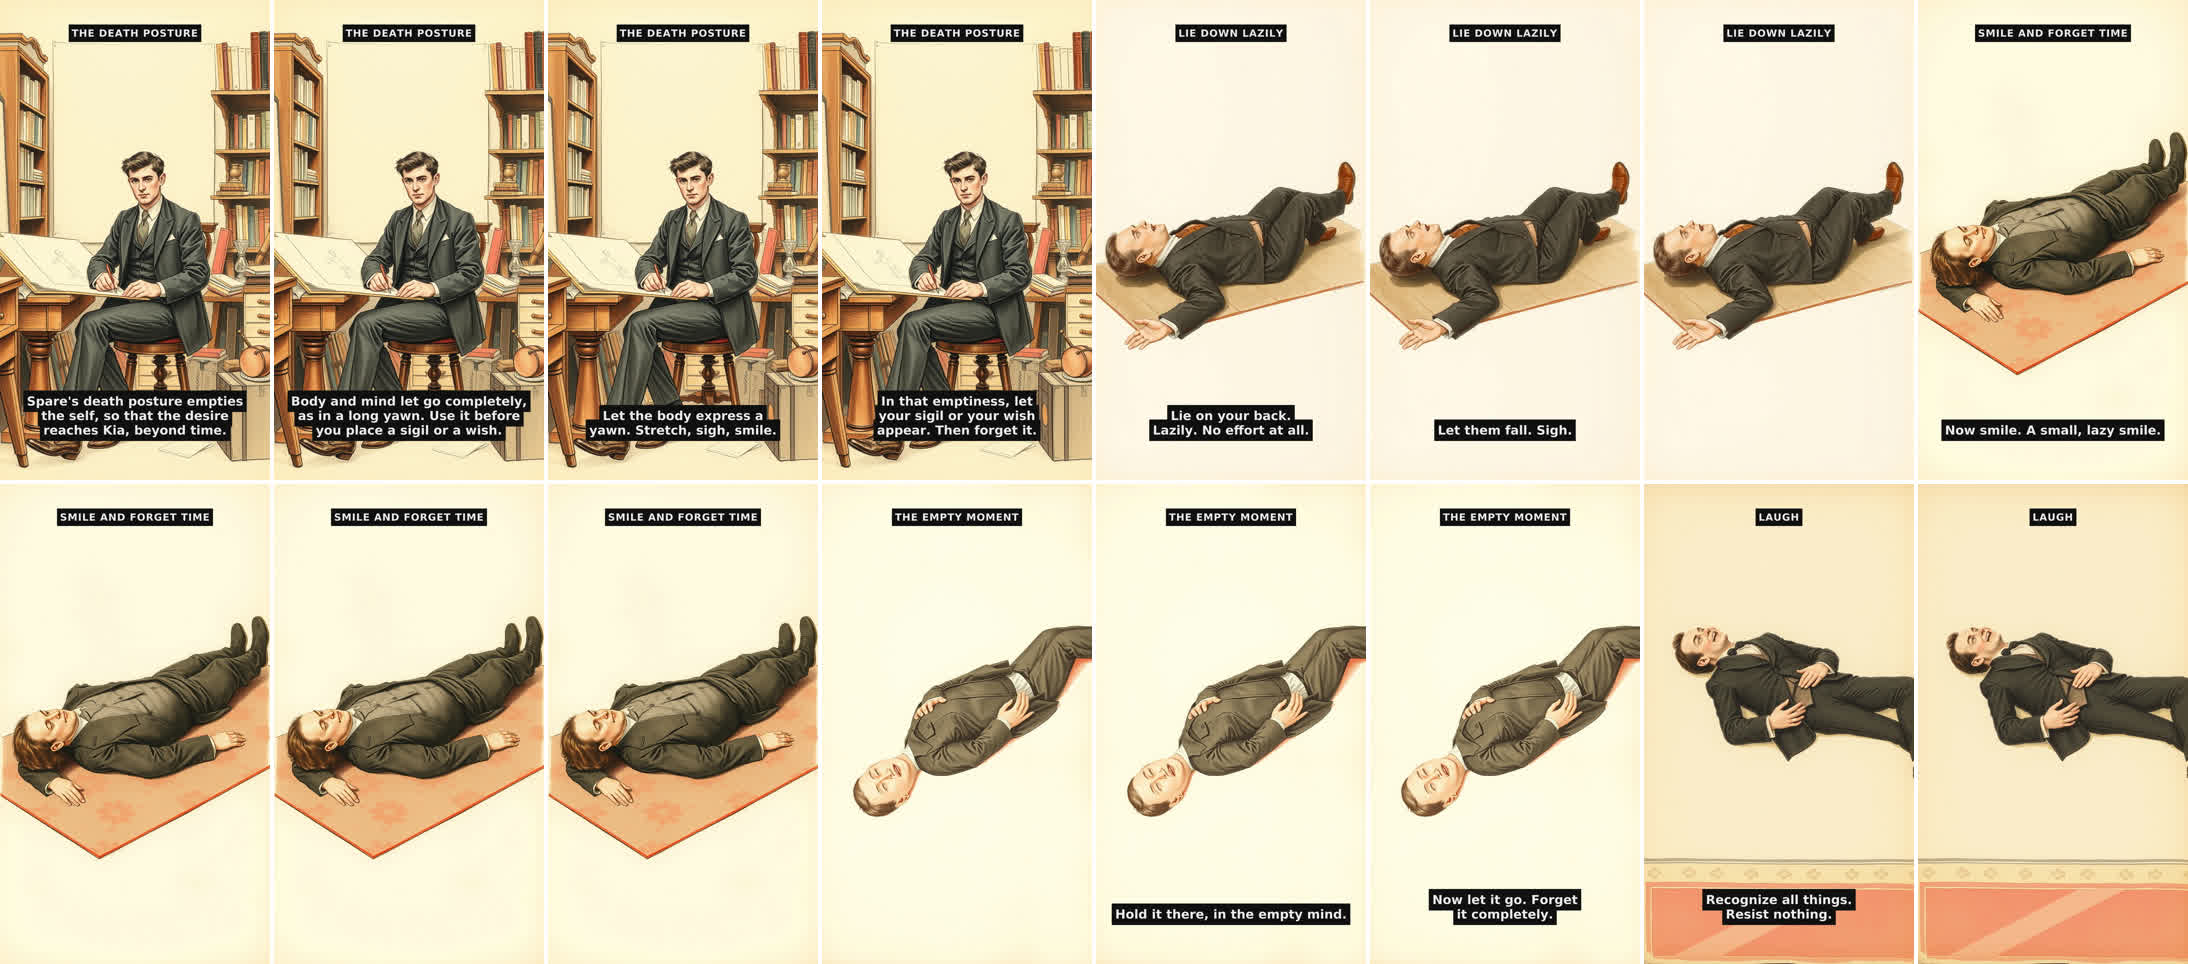 THE DEATH POSTURE
Spare's death posture empties
the self, so that the desire
reaches Kia, beyond time.
THE DEATH POSTURE
Body and mind let go completely,
as in a long yawn. Use it before
you place a sigil or a wish.
THE DEATH POSTURE
Let the body express a
yawn. Stretch, sigh, smile.
THE DEATH POSTURE
In that emptiness, let
your sigil or your wish
appear. Then forget it.
LIE DOWN LAZILY
Lie on your back.
Lazily. No effort at all.
LIE DOWN LAZILY
Let them fall. Sigh.
LIE DOWN LAZILY
SMILE AND FORGET TIME
Now smile. A small, lazy smile.
SMILE AND FORGET TIME
SMILE AND FORGET TIME
SMILE AND FORGET TIME
THE EMPTY MOMENT
THE EMPTY MOMENT
Hold it there, in the empty mind.
THE EMPTY MOMENT
Now let it go. Forget
it completely.
LAUGH
Recognize all things.
Resist nothing.
LAUGH